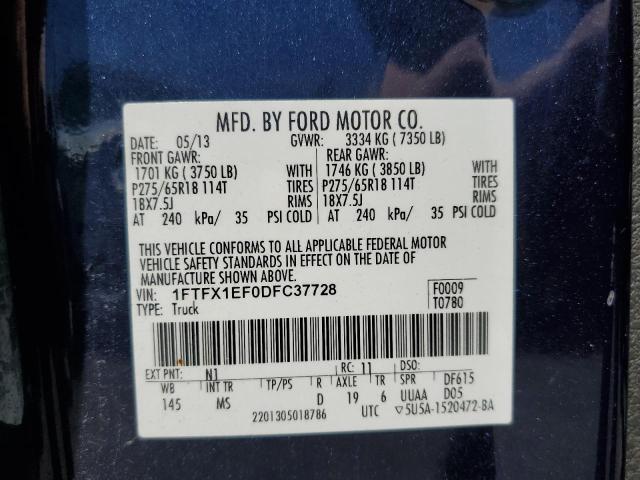 MFD. BY FORD MOTOR CO.
DATE: 05/13 GVWR: 3334 KG ( 7350 LB)
FRONT GAWR: REAR GAWR:
1701 KG ( 3750 LB) WITH 1746 KG ( 3850 LB) WITH
P275/65R18 114T TIRES P275/65R18 114T TIRES
18X7.5J RIMS 18X7.5J RIMS
AT 240 kPa/ 35 PSI COLD AT 240 kPa/ 35 PSI COLD
THIS VEHICLE CONFORMS TO ALL APPLICABLE FEDERAL MOTOR
VEHICLE SAFETY STANDARDS IN EFFECT ON THE DATE OF
MANUFACTURE SHOWN ABOVE.
VIN: 1FTFX1EF0DFC37728 F0009
TYPE: Truck T0780
EXT PNT: N1 RC: 11 DSO:
WB INT TR TP/PS R AXLE TR SPR DF615
145 MS D 19 6 UUAA D05
2201305018786 UTC ▽5U5A-1520472-BA